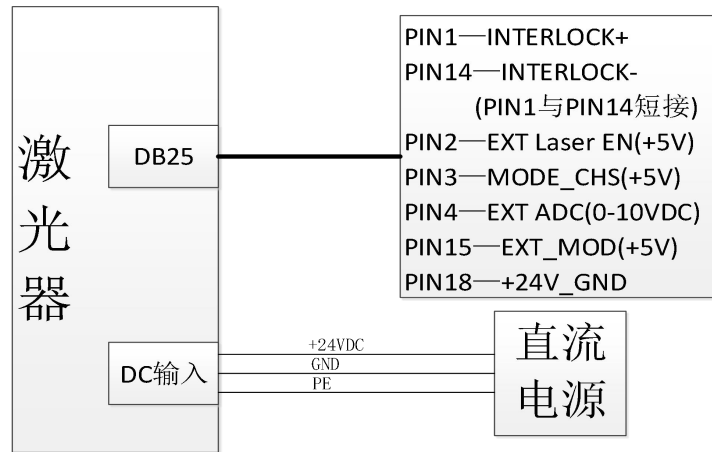 激光器
DB25
PIN1—INTERLOCK+
PIN14—INTERLOCK-
(PIN1与PIN14短接)
PIN2—EXT Laser EN(+5V)
PIN3—MODE_CHS(+5V)
PIN4—EXT ADC(0-10VDC)
PIN15—EXT_MOD(+5V)
PIN18—+24V_GND
DC输入
+24VDC
GND
PE
直流
电源